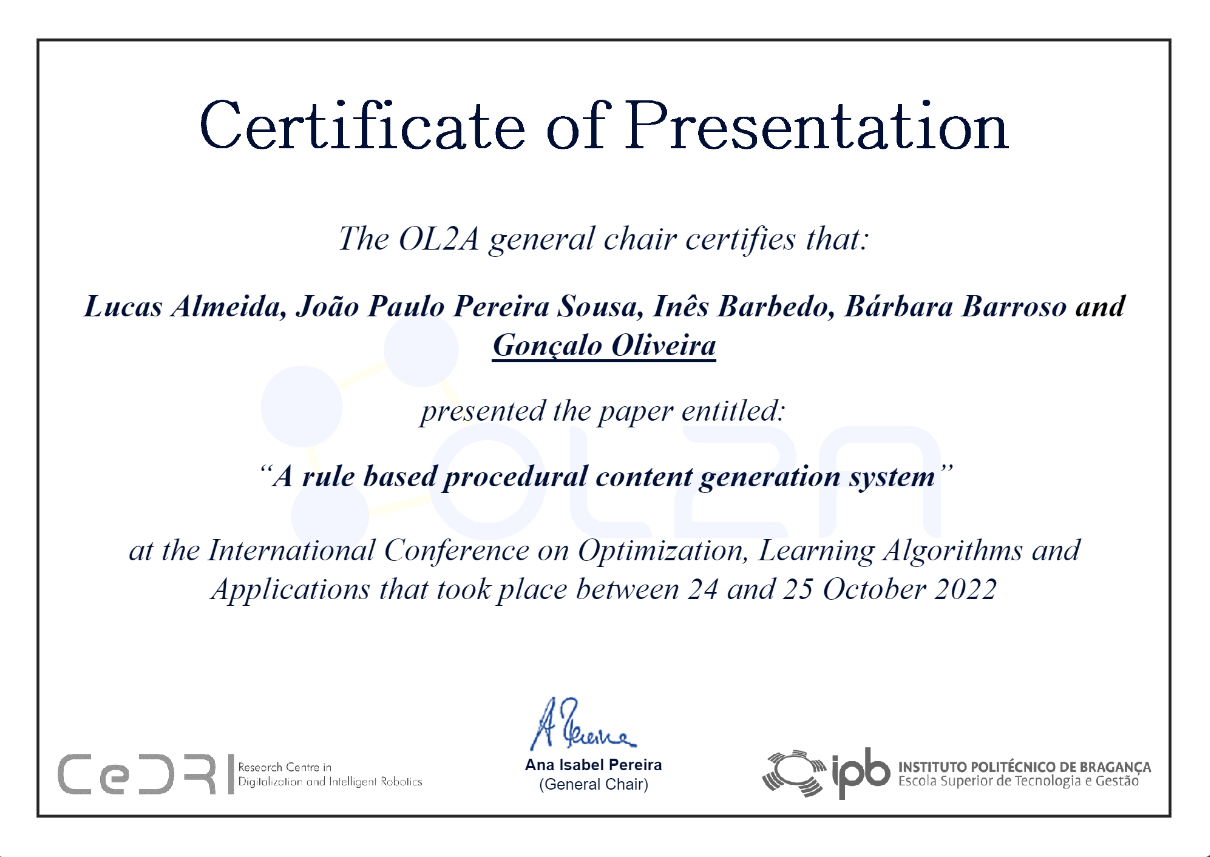 Certificate of Presentation
The OL2A general chair certifies that:
Lucas Almeida, João Paulo Pereira Sousa, Inês Barbedo, Bárbara Barroso and
Gonçalo Oliveira
presented the paper entitled:
OL2A
“A rule based procedural content generation system”
at the International Conference on Optimization, Learning Algorithms and
Applications that took place between 24 and 25 October 2022
A Pereira
Ana Isabel Pereira
(General Chair)
CeDRI
Research Centre in
Digitalization and Intelligent Robotics
ipb
INSTITUTO POLITÉCNICO DE BRAGANÇA
Escola Superior de Tecnologia e Gestão